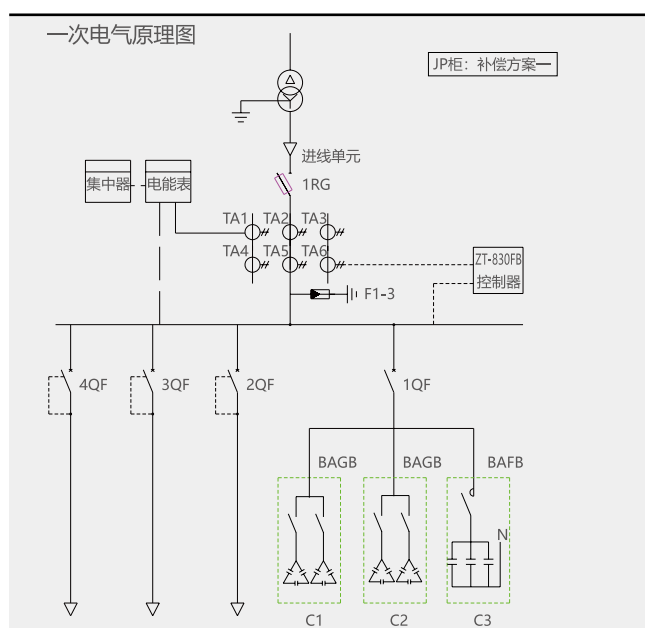 一次电气原理图
JP柜：补偿方案一
进线单元
集中器
电能表
1RG
TA1
TA2
TA3
TA4
TA5
TA6
ZT-830FB
控制器
F1-3
4QF
3QF
2QF
1QF
BAGB
BAGB
BAFB
N
C1
C2
C3